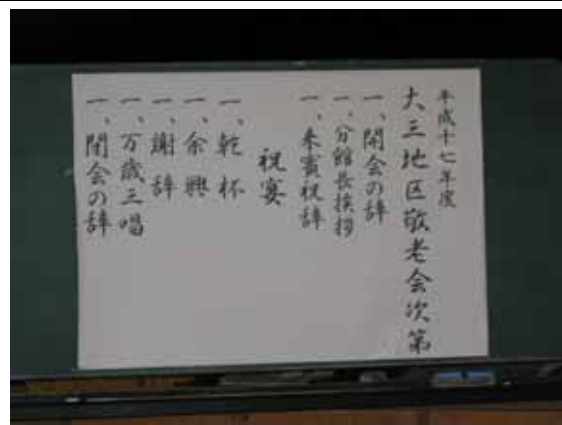 平成十七年度
大三地区敬老会次第
一、開会の辞
一、分館長挨拶
一、来賓祝辞
祝宴
一、乾杯
一、余興
一、謝辞
一、万歳三唱
一、閉会の辞